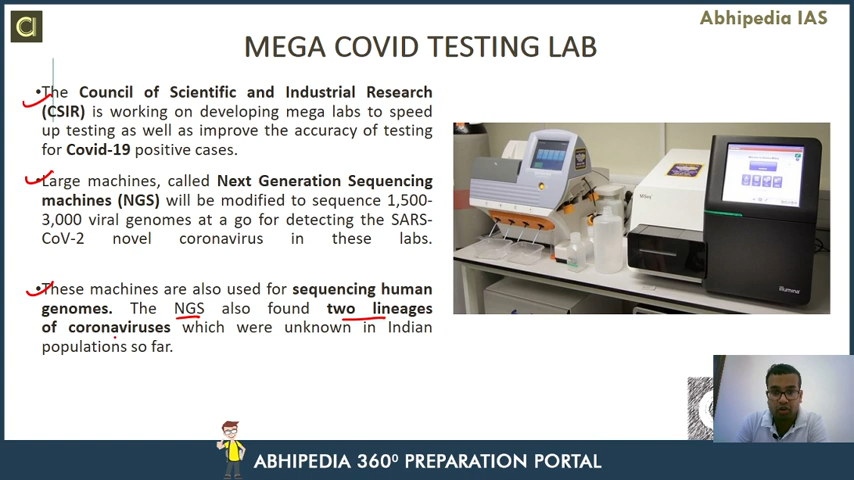 Abhipedia IAS
MEGA COVID TESTING LAB
•The Council of Scientific and Industrial Research
(CSIR) is working on developing mega labs to speed
up testing as well as improve the accuracy of testing
for Covid-19 positive cases.
•Large machines, called Next Generation Sequencing
machines (NGS) will be modified to sequence 1,500-
3,000 viral genomes at a go for detecting the SARS-
CoV-2 novel coronavirus in these labs.
•These machines are also used for sequencing human
genomes. The NGS also found two lineages
of coronaviruses which were unknown in Indian
populations so far.
illumina
ABHIPEDIA 360⁰ PREPARATION PORTAL